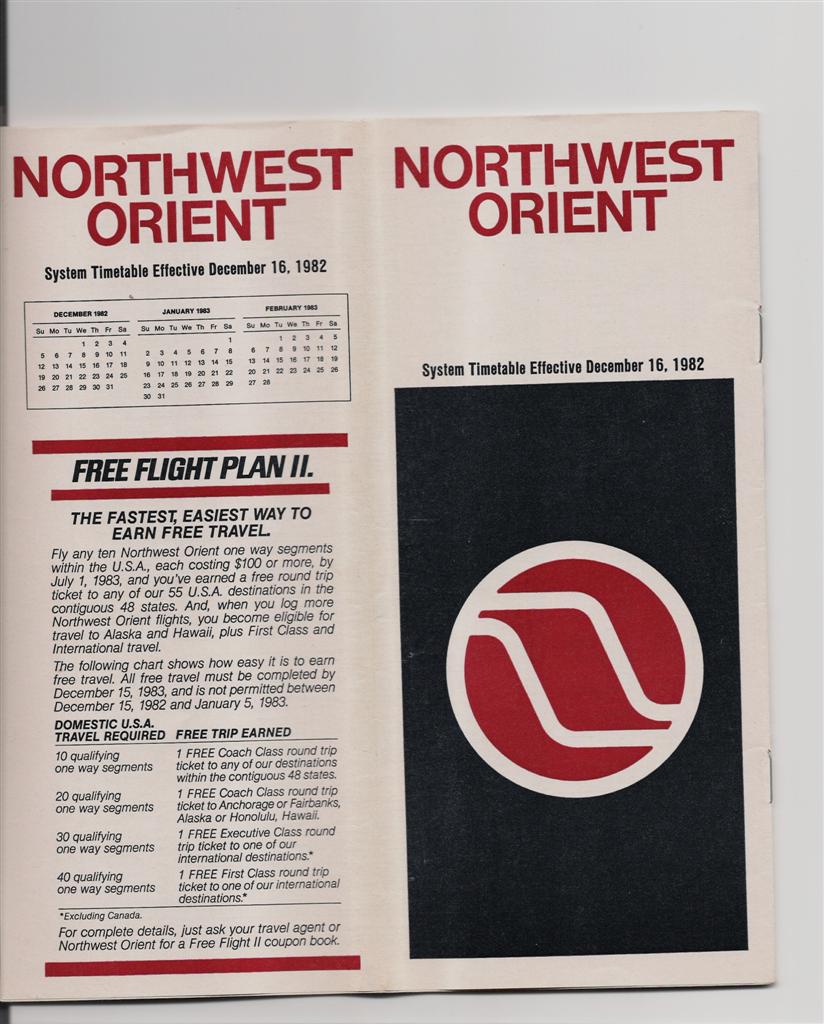 NORTHWEST
ORIENT
System Timetable Effective December 16, 1982
DECEMBER 1982
Su Mo Tu We Th Fr Sa
1 2 3 4
5 6 7 8 9 10 11
12 13 14 15 16 17 18
19 20 21 22 23 24 25
26 27 28 29 30 31
JANUARY 1983
Su Mo Tu We Th Fr Sa
1
2 3 4 5 6 7 8
9 10 11 12 13 14 15
16 17 18 19 20 21 22
23 24 25 26 27 28 29
30 31
FEBRUARY 1983
Su Mo Tu We Th Fr Sa
1 2 3 4 5
6 7 8 9 10 11 12
13 14 15 16 17 18 19
20 21 22 23 24 25 26
27 28
FREE FLIGHT PLAN II.
THE FASTEST, EASIEST WAY TO
EARN FREE TRAVEL.
Fly any ten Northwest Orient one way segments
within the U.S.A., each costing $100 or more, by
July 1, 1983, and you've earned a free round trip
ticket to any of our 55 U.S.A. destinations in the
contiguous 48 states. And, when you log more
Northwest Orient flights, you become eligible for
travel to Alaska and Hawaii, plus First Class and
International travel.
The following chart shows how easy it is to earn
free travel. All free travel must be completed by
December 15, 1983, and is not permitted between
December 15, 1982 and January 5, 1983.
DOMESTIC U.S.A.
TRAVEL REQUIRED FREE TRIP EARNED
10 qualifying
one way segments
1 FREE Coach Class round trip
ticket to any of our destinations
within the contiguous 48 states.
20 qualifying
one way segments
1 FREE Coach Class round trip
ticket to Anchorage or Fairbanks,
Alaska or Honolulu, Hawaii.
30 qualifying
one way segments
1 FREE Executive Class round
trip ticket to one of our
international destinations.*
40 qualifying
one way segments
1 FREE First Class round trip
ticket to one of our international
destinations.*
*Excluding Canada.
For complete details, just ask your travel agent or
Northwest Orient for a Free Flight II coupon book.
NORTHWEST
ORIENT
System Timetable Effective December 16, 1982